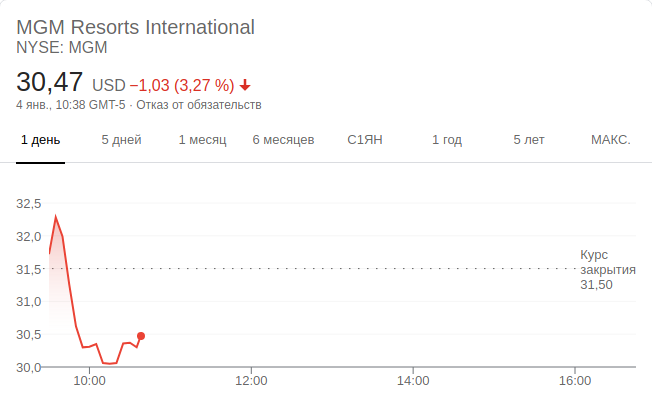 MGM Resorts International
NYSE: MGM
30,47 USD −1,03 (3,27 %)
4 янв., 10:38 GMT-5 · Отказ от обязательств
1 день 5 дней 1 месяц 6 месяцев С1ЯН 1 год 5 лет МАКС.
32,5
32,0
31,5
31,0
30,5
30,0
Курс
закрытия
31,50
10:00 12:00 14:00 16:00